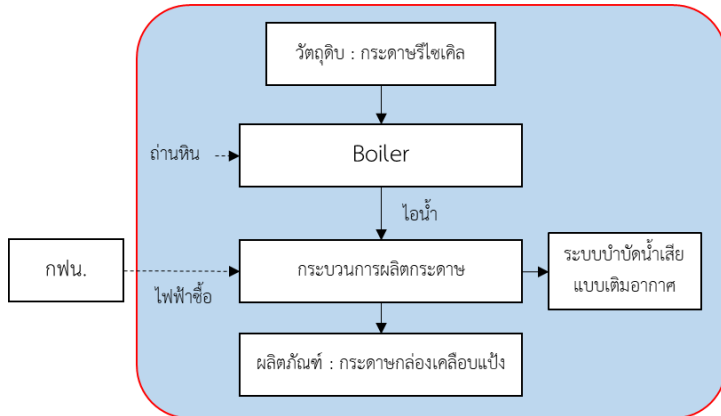 วัตถุดิบ : กระดาษรีไซเคิล
ถ่านหิน
Boiler
ไอน้ำ
กฟน.
ไฟฟ้าซื้อ
กระบวนการผลิตกระดาษ
ระบบบำบัดน้ำเสีย
แบบเติมอากาศ
ผลิตภัณฑ์ : กระดาษกล่องเคลือบแป้ง